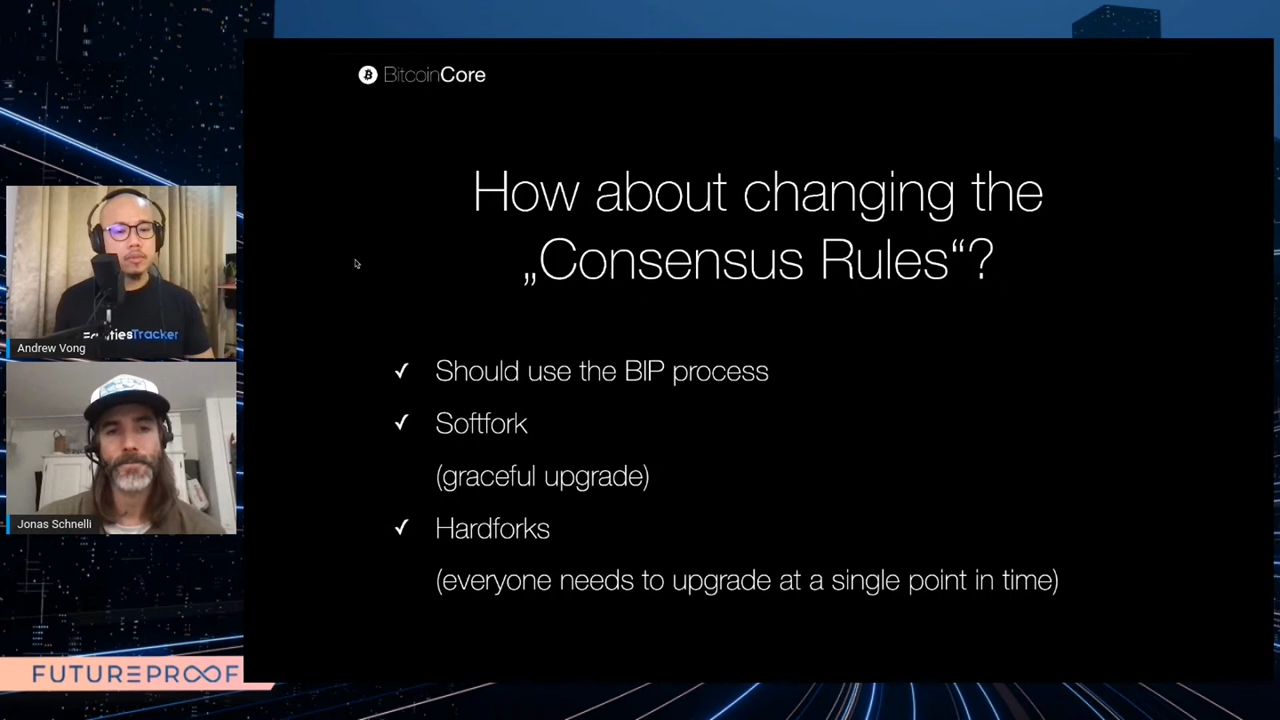 BitcoinCore
How about changing the
„Consensus Rules“?
✓ Should use the BIP process
✓ Softfork
(graceful upgrade)
✓ Hardforks
(everyone needs to upgrade at a single point in time)
EquitiesTracker
Andrew Vong
Jonas Schnelli
FUTUREPROOF